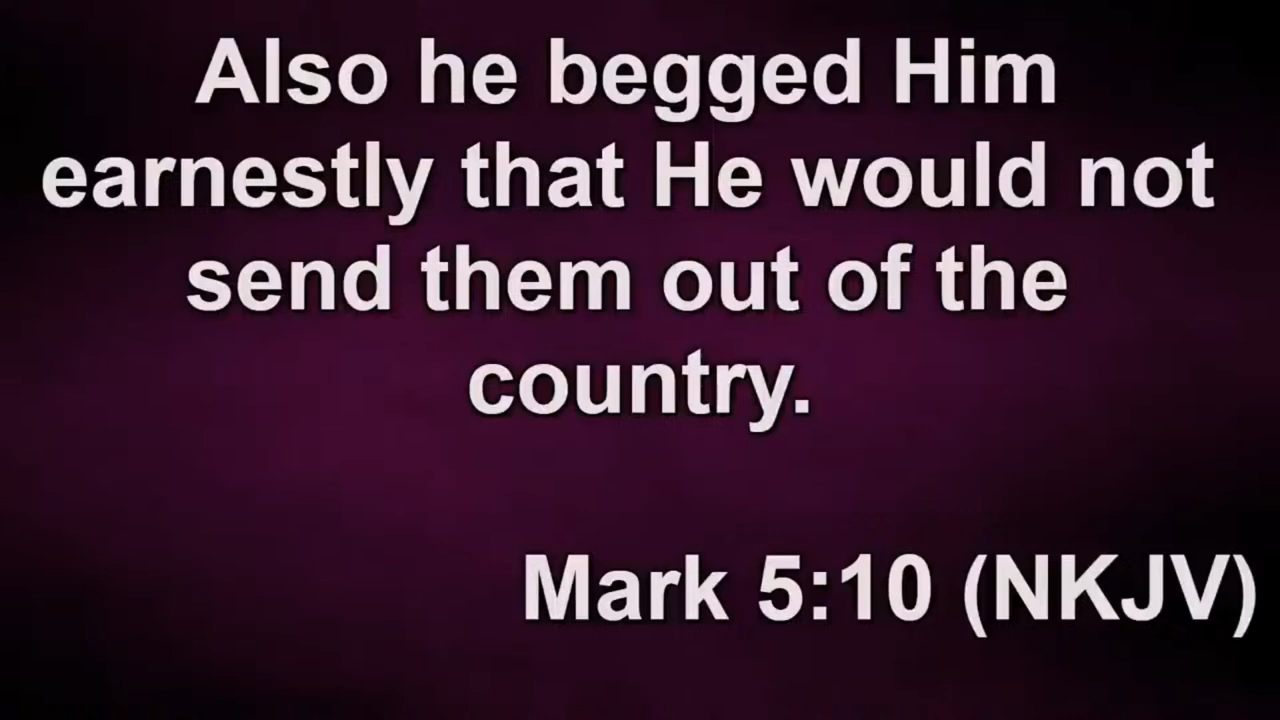 Also he begged Him
earnestly that He would not
send them out of the
country.
Mark 5:10 (NKJV)